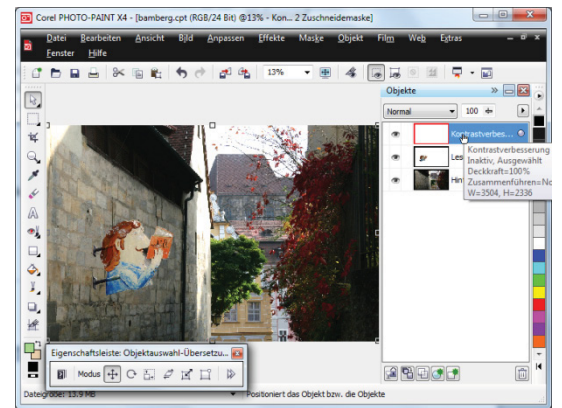 Corel PHOTO-PAINT X4 - [bamberg.cpt (RGB/24 Bit) @13% - Kon... 2 Zuschneidemaske]
Datei Bearbeiten Ansicht Bild Anpassen Effekte Maske Objekt Film Web Extras
Fenster Hilfe
13%
Objekte
Normal 100
Kontrastverbes...
Kontrastverbesserung
Inaktiv, Ausgewählt
Les
Deckkraft=100%
Hin
Zusammenführen=No
W=3504, H=2336
Eigenschaftsleiste: Objektauswahl-Übersetzu...
Modus
Dateigröße: 13.9 MB Positioniert das Objekt bzw. die Objekte